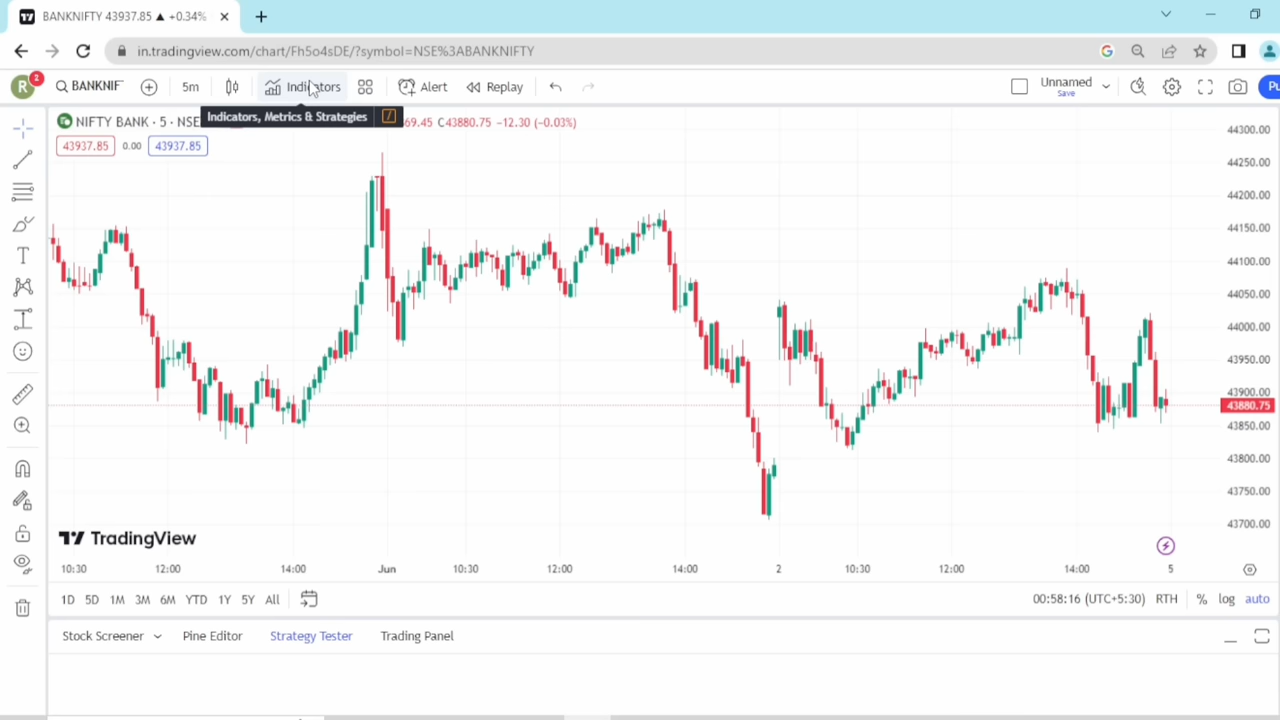 BANKNIFTY 43937.85 ▲ +0.34%
in.tradingview.com/chart/Fh5o4sDE/?symbol=NSE%3ABANKNIFTY
R 2 BANKNIF 5m Indicators Alert Replay Unnamed Save
Indicators, Metrics & Strategies /
NIFTY BANK · 5 · NSE 69.45 C43880.75 −12.30 (−0.03%)
43937.85 0.00 43937.85
44300.00
44250.00
44200.00
44150.00
44100.00
44050.00
44000.00
43950.00
43900.00
43880.75
43850.00
43800.00
43750.00
43700.00
TradingView
10:30 12:00 14:00 Jun 10:30 12:00 14:00 2 10:30 12:00 14:00 5
1D 5D 1M 3M 6M YTD 1Y 5Y All 00:58:16 (UTC+5:30) RTH % log auto
Stock Screener Pine Editor Strategy Tester Trading Panel